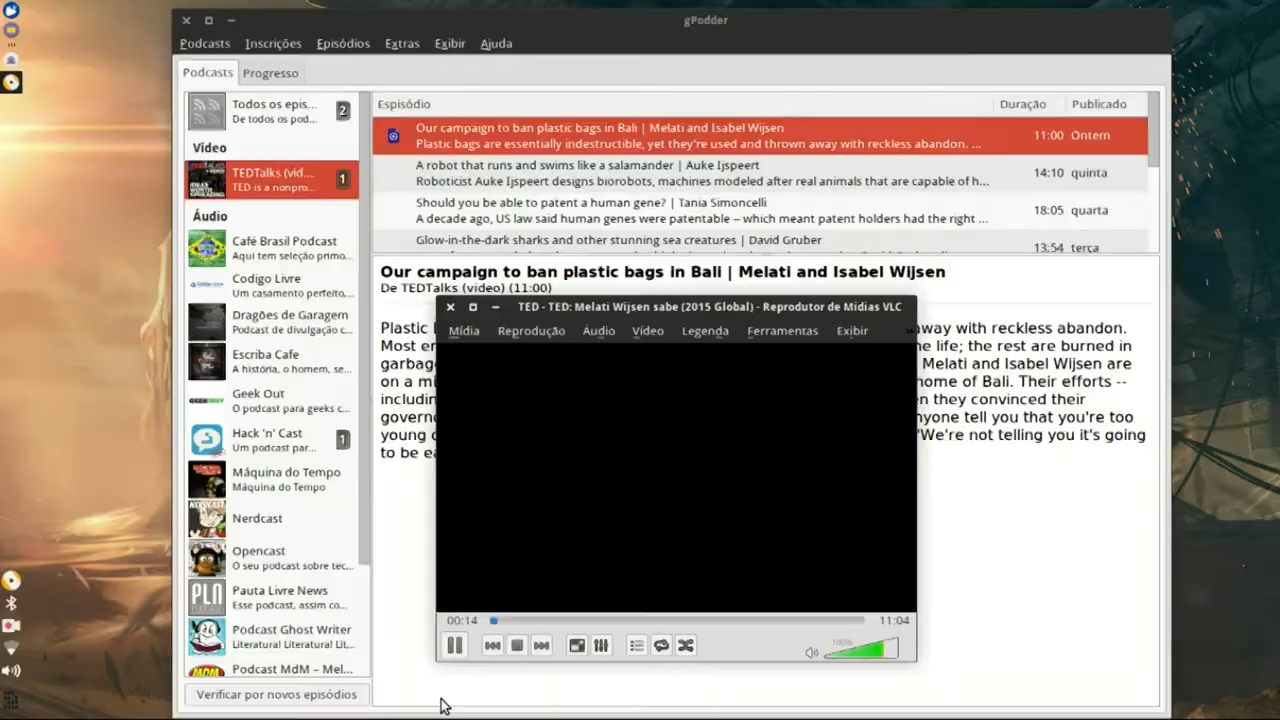 gPodder
Podcasts Inscrições Episódios Extras Exibir Ajuda
Podcasts Progresso
Todos os epis...
De todos os pod...
2
Vídeo
TEDTalks (víd...
TED is a nonpro...
1
Áudio
Café Brasil Podcast
Aqui tem seleção primo...
Codigo Livre
Um casamento perfeito,...
Dragões de Garagem
Podcast de divulgação c...
Escriba Cafe
A história, o homem, se...
Geek Out
O podcast para geeks c...
Hack 'n' Cast
Um podcast par...
1
Máquina do Tempo
Máquina do Tempo
Nerdcast
Opencast
O seu podcast sobre tec...
PLN
Pauta Livre News
Esse podcast, assim co...
Podcast Ghost Writer
Literatura! Literatura! Lit...
Podcast MdM – Mel...
Verificar por novos episódios
Episódio Duração Publicado
Our campaign to ban plastic bags in Bali | Melati and Isabel Wijsen
Plastic bags are essentially indestructible, yet they're used and thrown away with reckless abandon. ...
11:00 Ontem
A robot that runs and swims like a salamander | Auke Ijspeert
Roboticist Auke Ijspeert designs biorobots, machines modeled after real animals that are capable of h...
14:10 quinta
Should you be able to patent a human gene? | Tania Simoncelli
A decade ago, US law said human genes were patentable — which meant patent holders had the right ...
18:05 quarta
Glow-in-the-dark sharks and other stunning sea creatures | David Gruber
13:54 terça
Our campaign to ban plastic bags in Bali | Melati and Isabel Wijsen
De TEDTalks (vídeo) (11:00)
Plastic away with reckless abandon.
Most life; the rest are burned in
Melati and Isabel Wijsen are
on a home of Bali. Their efforts --
they convinced their
tell you that you're too
young "We're not telling you it's going
to be
TED - TED: Melati Wijsen sabe (2015 Global) - Reprodutor de Mídias VLC
Mídia Reprodução Áudio Vídeo Legenda Ferramentas Exibir
00:14 11:04
100%